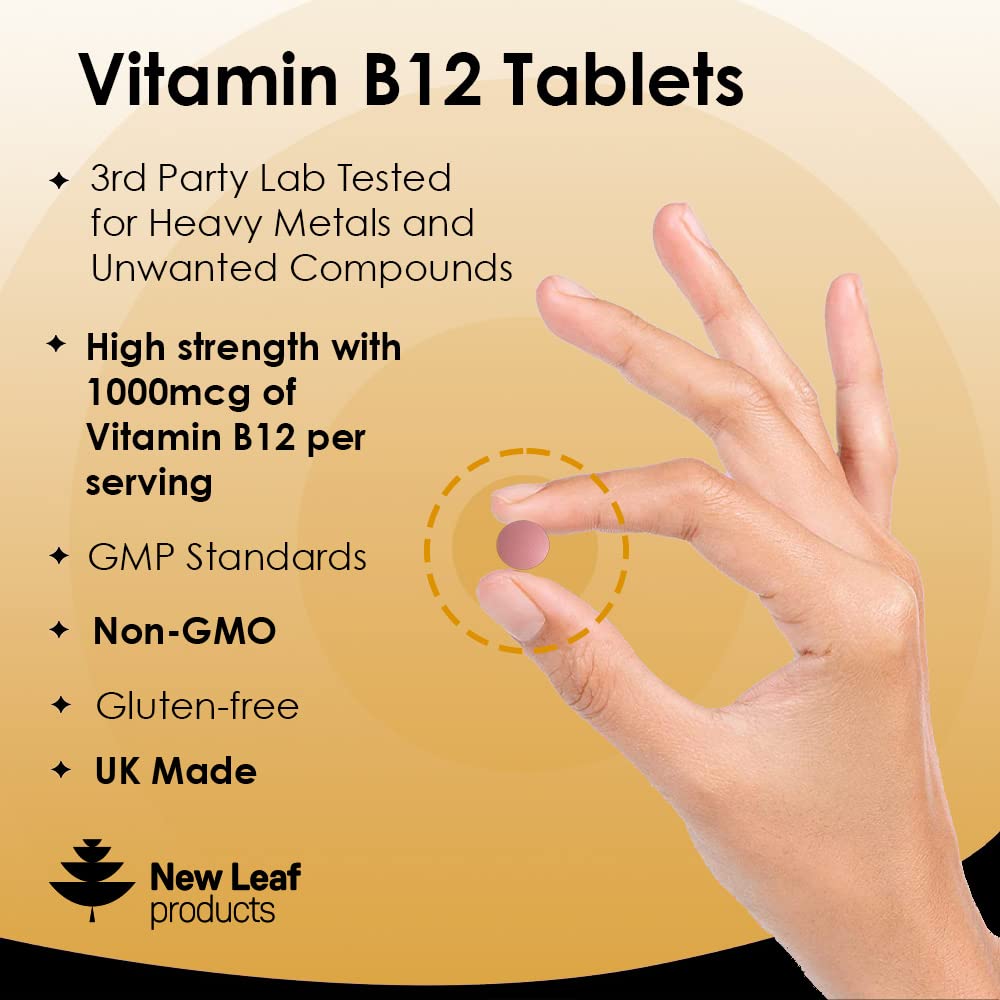 Vitamin B12 Tablets
3rd Party Lab Tested
for Heavy Metals and
Unwanted Compounds
High strength with
1000mcg of
Vitamin B12 per
serving
GMP Standards
Non-GMO
Gluten-free
UK Made
New Leaf
products